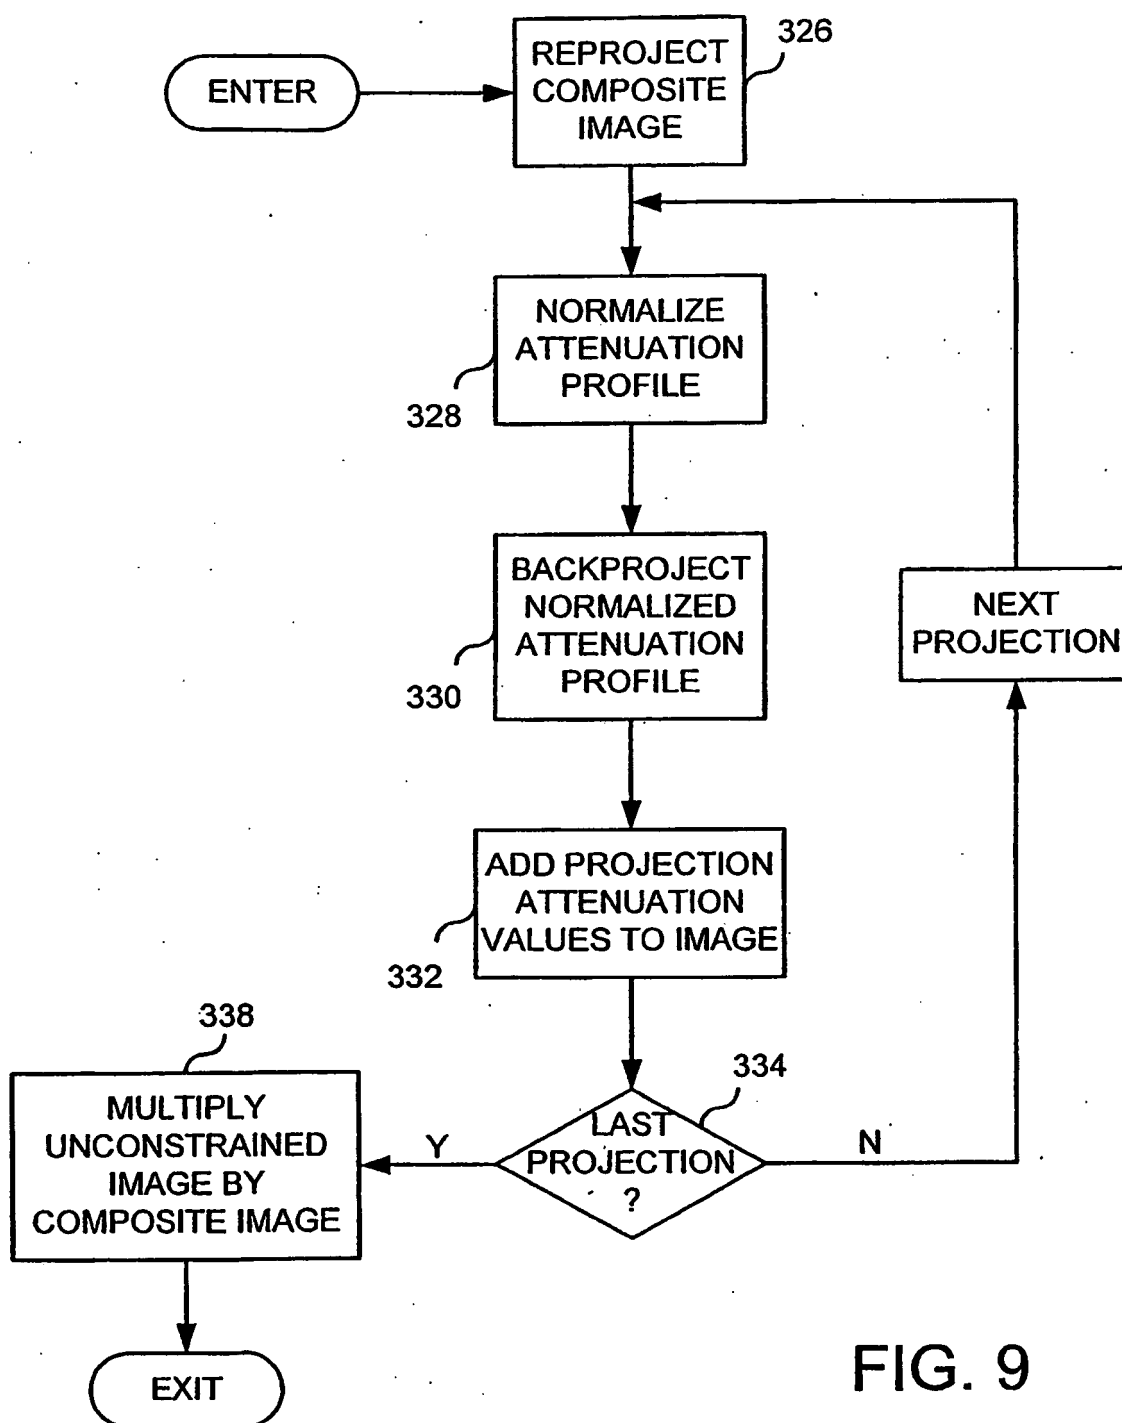 326
REPROJECT
COMPOSITE
IMAGE
ENTER
NORMALIZE
ATTENUATION
PROFILE
328
BACKPROJECT
NORMALIZED
ATTENUATION
PROFILE
330
NEXT
PROJECTION
ADD PROJECTION
ATTENUATION
VALUES TO IMAGE
332
334
LAST
PROJECTION
?
Y
N
338
MULTIPLY
UNCONSTRAINED
IMAGE BY
COMPOSITE IMAGE
EXIT
FIG. 9